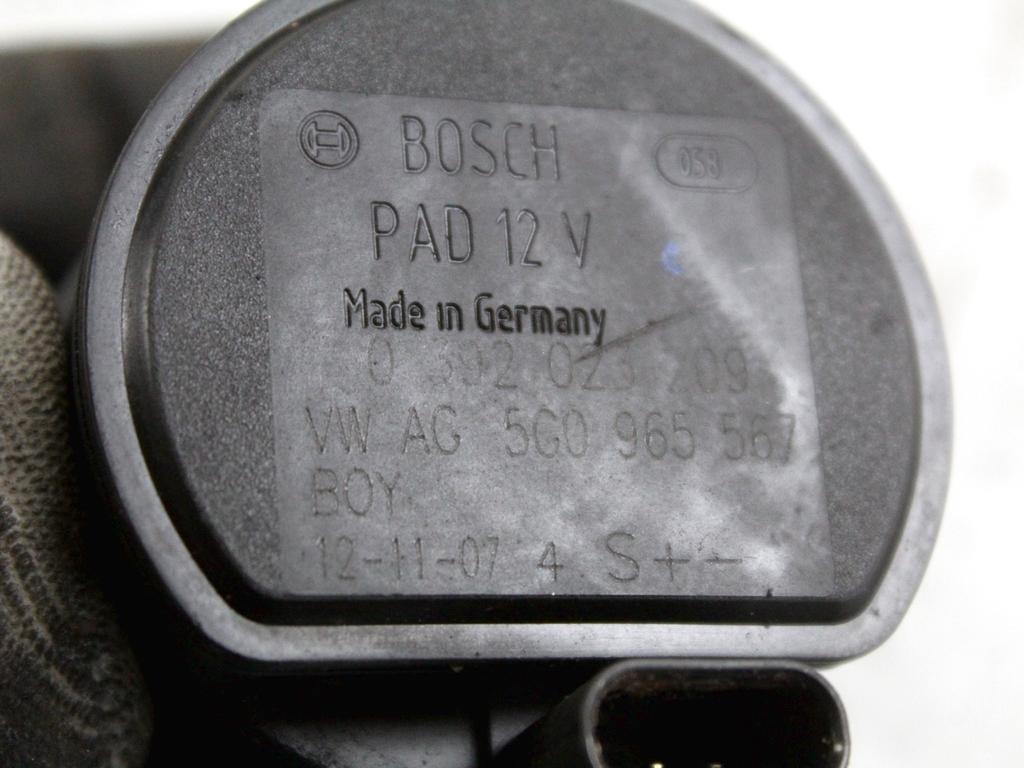 BOSCH 038
PAD 12 V
Made in Germany
0 392 023 209
VW AG 5G0 965 567
BOY
12-11-07 4 S + -